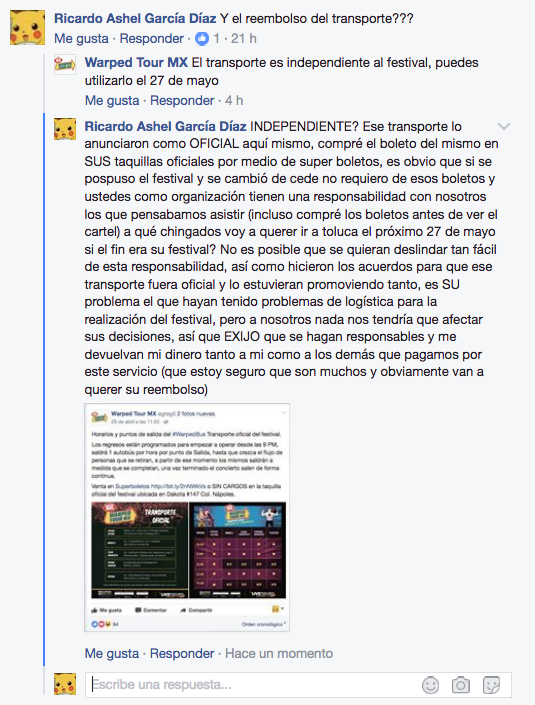 Ricardo Ashel García Díaz Y el reembolso del transporte???
Me gusta · Responder · 1 · 21 h
Warped Tour MX El transporte es independiente al festival, puedes
utilizarlo el 27 de mayo
Me gusta · Responder · 4 h
Ricardo Ashel García Díaz INDEPENDIENTE? Ese transporte lo
anunciaron como OFICIAL aquí mismo, compré el boleto del mismo en
SUS taquillas oficiales por medio de super boletos, es obvio que si se
pospuso el festival y se cambió de cede no requiero de esos boletos y
ustedes como organización tienen una responsabilidad con nosotros
los que pensabamos asistir (incluso compré los boletos antes de ver el
cartel) a qué chingados voy a querer ir a toluca el próximo 27 de mayo
si el fin era su festival? No es posible que se quieran deslindar tan fácil
de esta responsabilidad, así como hicieron los acuerdos para que ese
transporte fuera oficial y lo estuvieran promoviendo tanto, es SU
problema el que hayan tenido problemas de logística para la
realización del festival, pero a nosotros nada nos tendría que afectar
sus decisiones, así que EXIJO que se hagan responsables y me
devuelvan mi dinero tanto a mi como a los demás que pagamos por
este servicio (que estoy seguro que son muchos y obviamente van a
querer su reembolso)
Warped Tour MX agregó 2 fotos nuevas
Horarios y puntos de salida del #WarpedBus Transporte oficial del festival.
Los regresos están programados para empezar a operar desde las 9 PM,
saldrá 1 autobús por hora por punto de Salida, hasta que crezca el flujo de
personas que se retiran, a partir de ese momento los mismos saldrán a
medida que se completan, una vez terminado el concierto salen de forma
continua.
Venta en Superboletos o SIN CARGOS en la taquilla
oficial del festival ubicada en Dakota #147 Col. Nápoles.
WARPED
TOUR MX
TRANSPORTE
OFICIAL
WARPED
TOUR MX
Me gusta Comentar Compartir
84 Orden cronológico
Me gusta · Responder · Hace un momento
Escribe una respuesta...